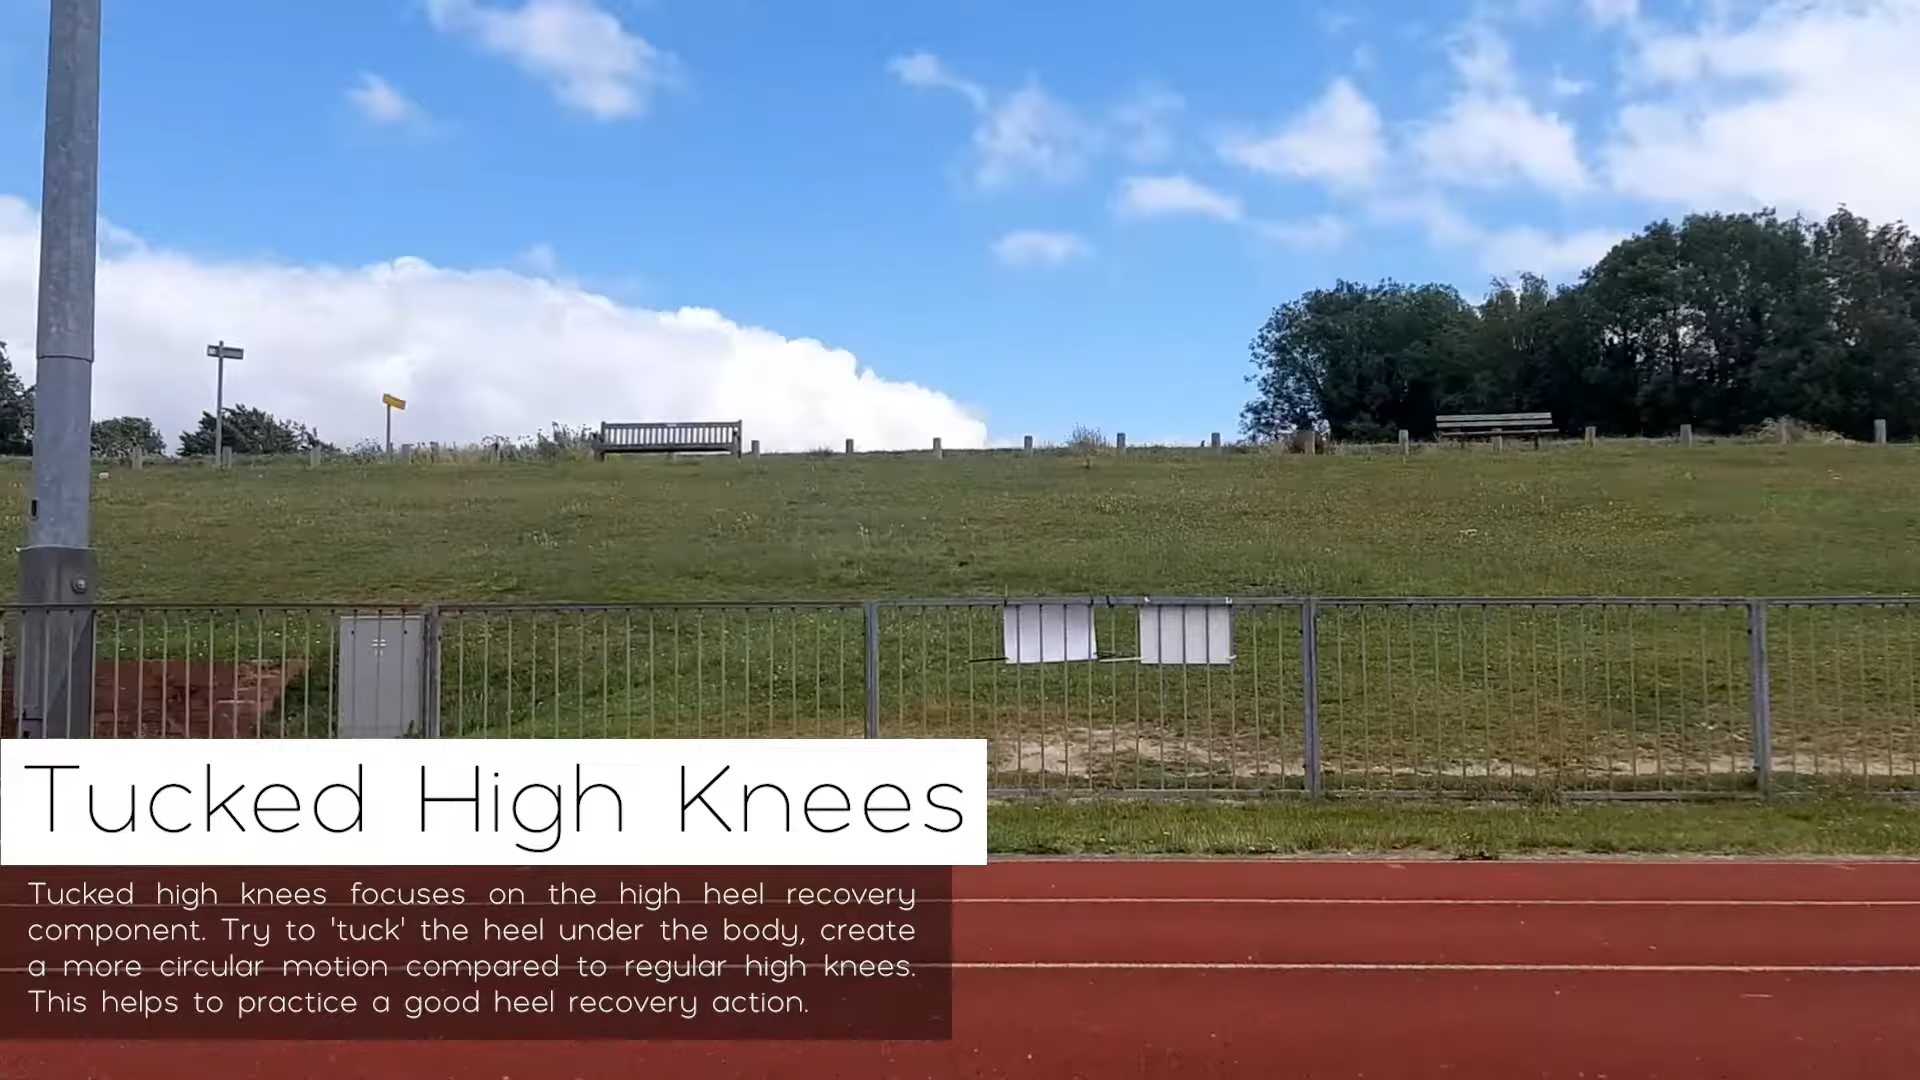 Tucked High Knees
Tucked high knees focuses on the high heel recovery
component. Try to 'tuck' the heel under the body, create
a more circular motion compared to regular high knees.
This helps to practice a good heel recovery action.